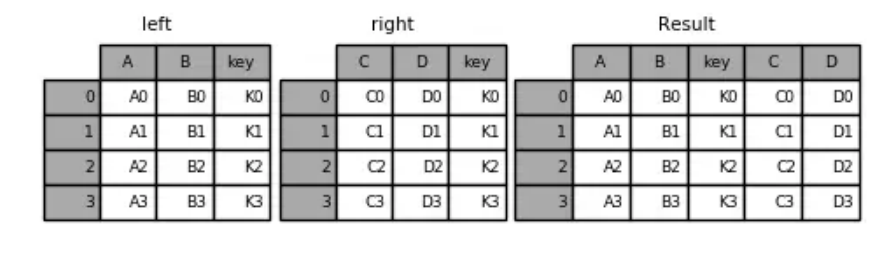 left right Result
A B key C D key A B key C D
0 A0 B0 K0 0 C0 D0 K0 0 A0 B0 K0 C0 D0
1 A1 B1 K1 1 C1 D1 K1 1 A1 B1 K1 C1 D1
2 A2 B2 K2 2 C2 D2 K2 2 A2 B2 K2 C2 D2
3 A3 B3 K3 3 C3 D3 K3 3 A3 B3 K3 C3 D3